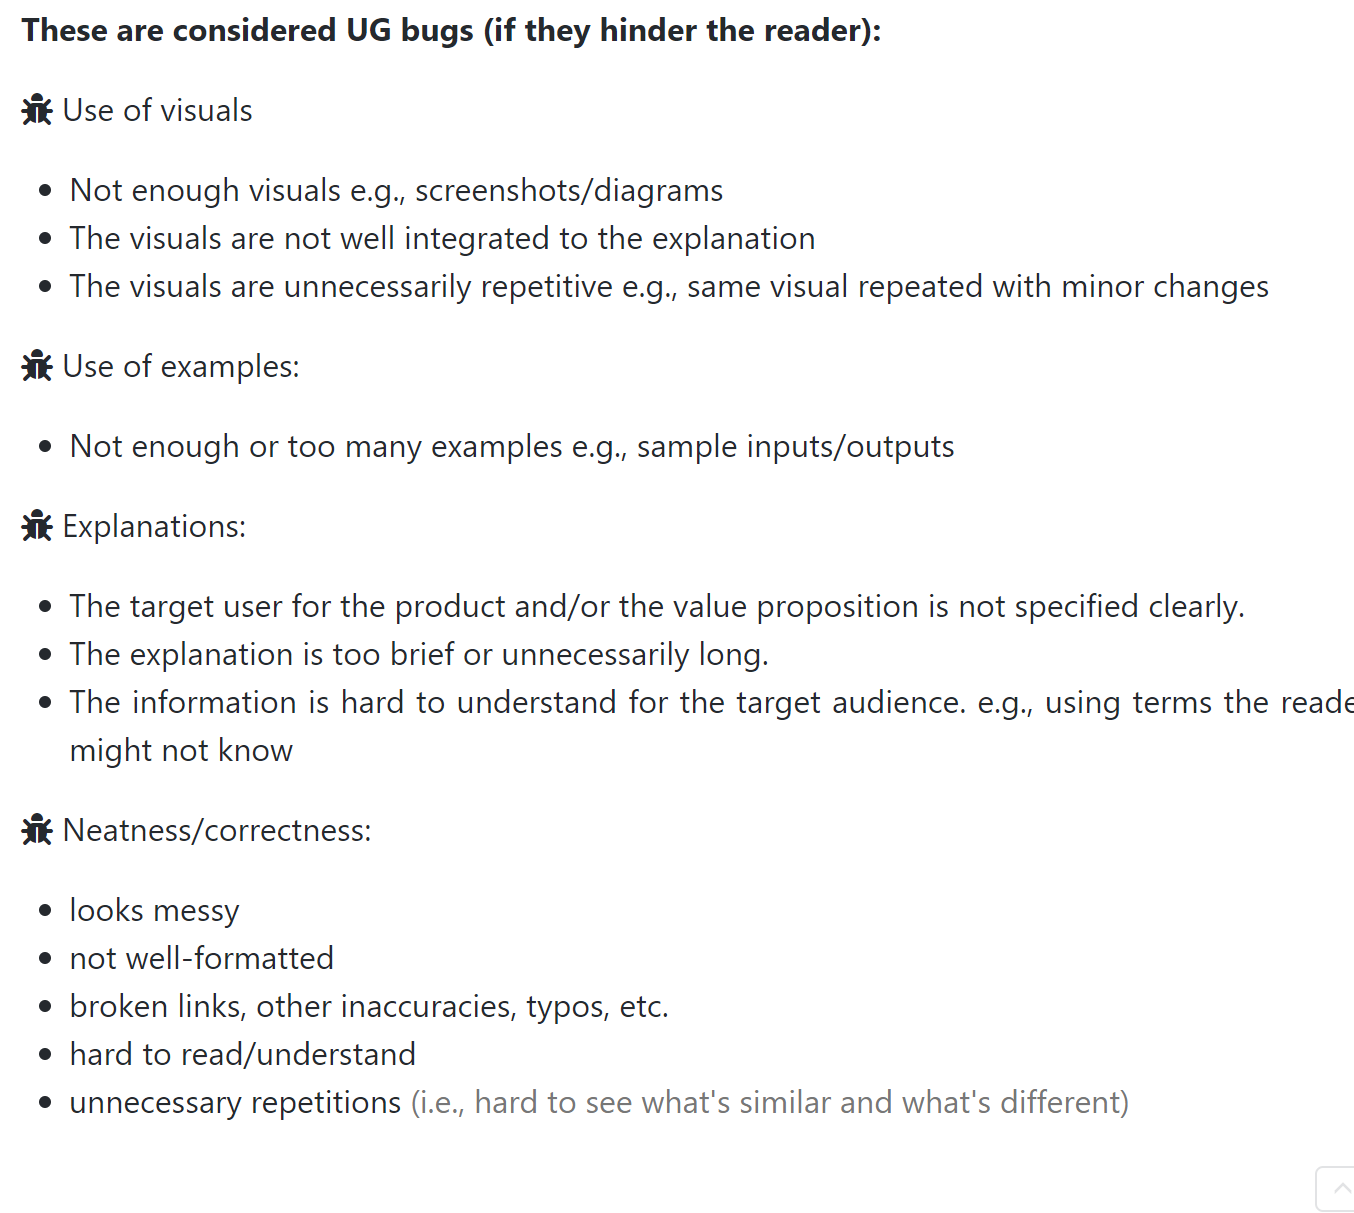 These are considered UG bugs (if they hinder the reader):
Use of visuals
Not enough visuals e.g., screenshots/diagrams
The visuals are not well integrated to the explanation
The visuals are unnecessarily repetitive e.g., same visual repeated with minor changes
Use of examples:
Not enough or too many examples e.g., sample inputs/outputs
Explanations:
The target user for the product and/or the value proposition is not specified clearly.
The explanation is too brief or unnecessarily long.
The information is hard to understand for the target audience. e.g., using terms the reade
might not know
Neatness/correctness:
looks messy
not well-formatted
broken links, other inaccuracies, typos, etc.
hard to read/understand
unnecessary repetitions (i.e., hard to see what's similar and what's different)